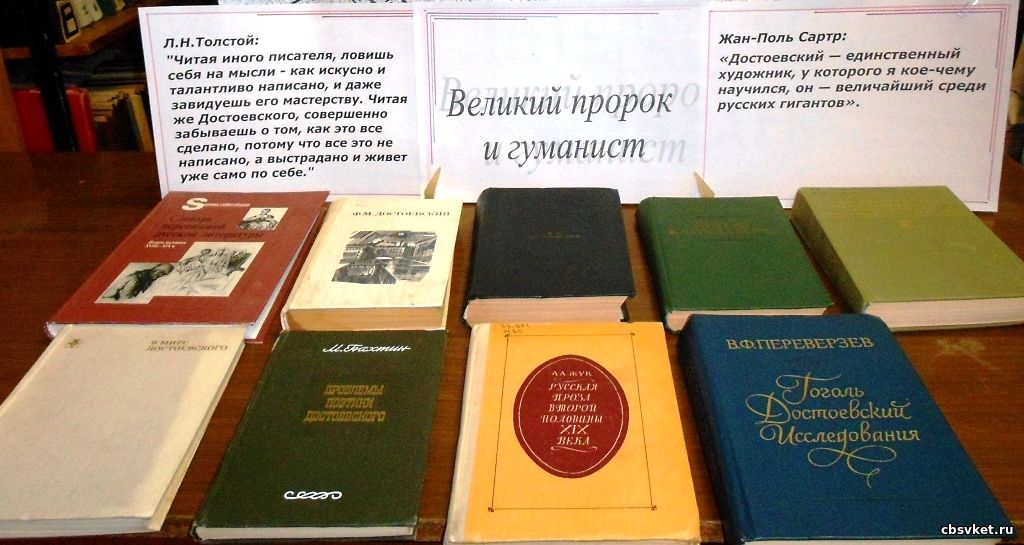 Л.Н.Толстой:
"Читая иного писателя, ловишь
себя на мысли - как искусно и
талантливо написано, и даже
завидуешь его мастерству. Читая
же Достоевского, совершенно
забываешь о том, как это все
сделано, потому что все это не
написано, а выстрадано и живет
уже само по себе."
Великий пророк
и гуманист
Жан-Поль Сартр:
«Достоевский — единственный
художник, у которого я кое-чему
научился, он — величайший среди
русских гигантов».
Словарь
персонажей
русской литературы
Ф.М.ДОСТОЕВСКИЙ
В МИРЕ
ДОСТОЕВСКОГО
М.Бахтин
ПРОБЛЕМЫ
ПОЭТИКИ
ДОСТОЕВСКОГО
А.А.ЖУК
РУССКАЯ
ПРОЗА
ВТОРОЙ
ПОЛОВИНЫ
XIX
ВЕКА
В.Ф.ПЕРЕВЕРЗЕВ
Гоголь
Достоевский
Исследования
cbsvket.ru